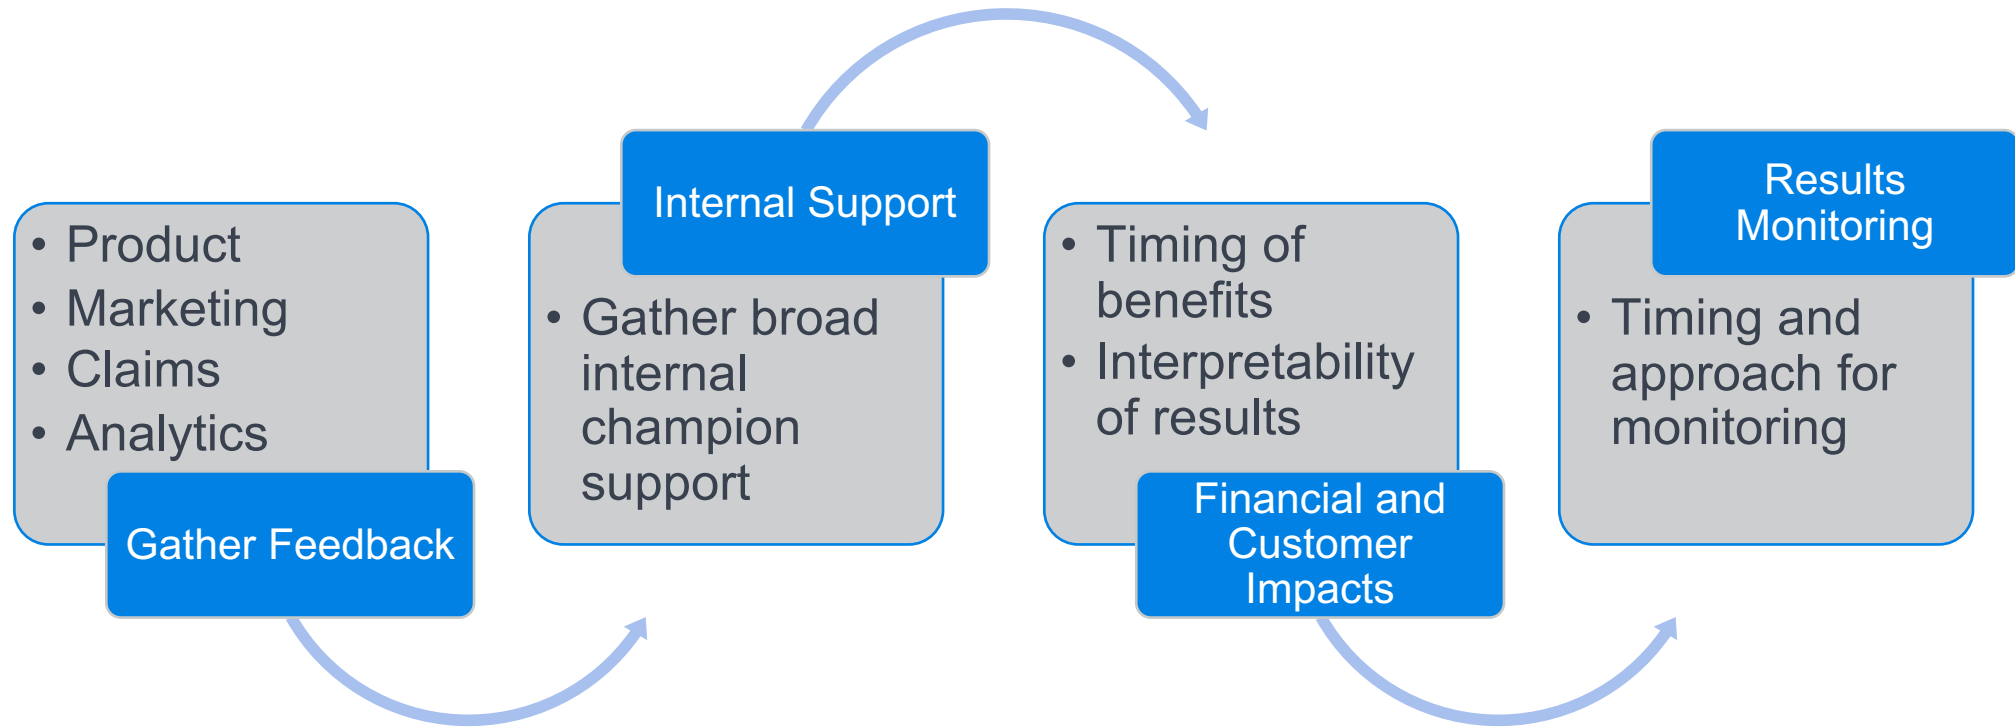 • Product
• Marketing
• Claims
• Analytics
Gather Feedback
Internal Support
• Gather broad
internal
champion
support
• Timing of
benefits
• Interpretability
of results
Financial and
Customer
Impacts
Results
Monitoring
• Timing and
approach for
monitoring